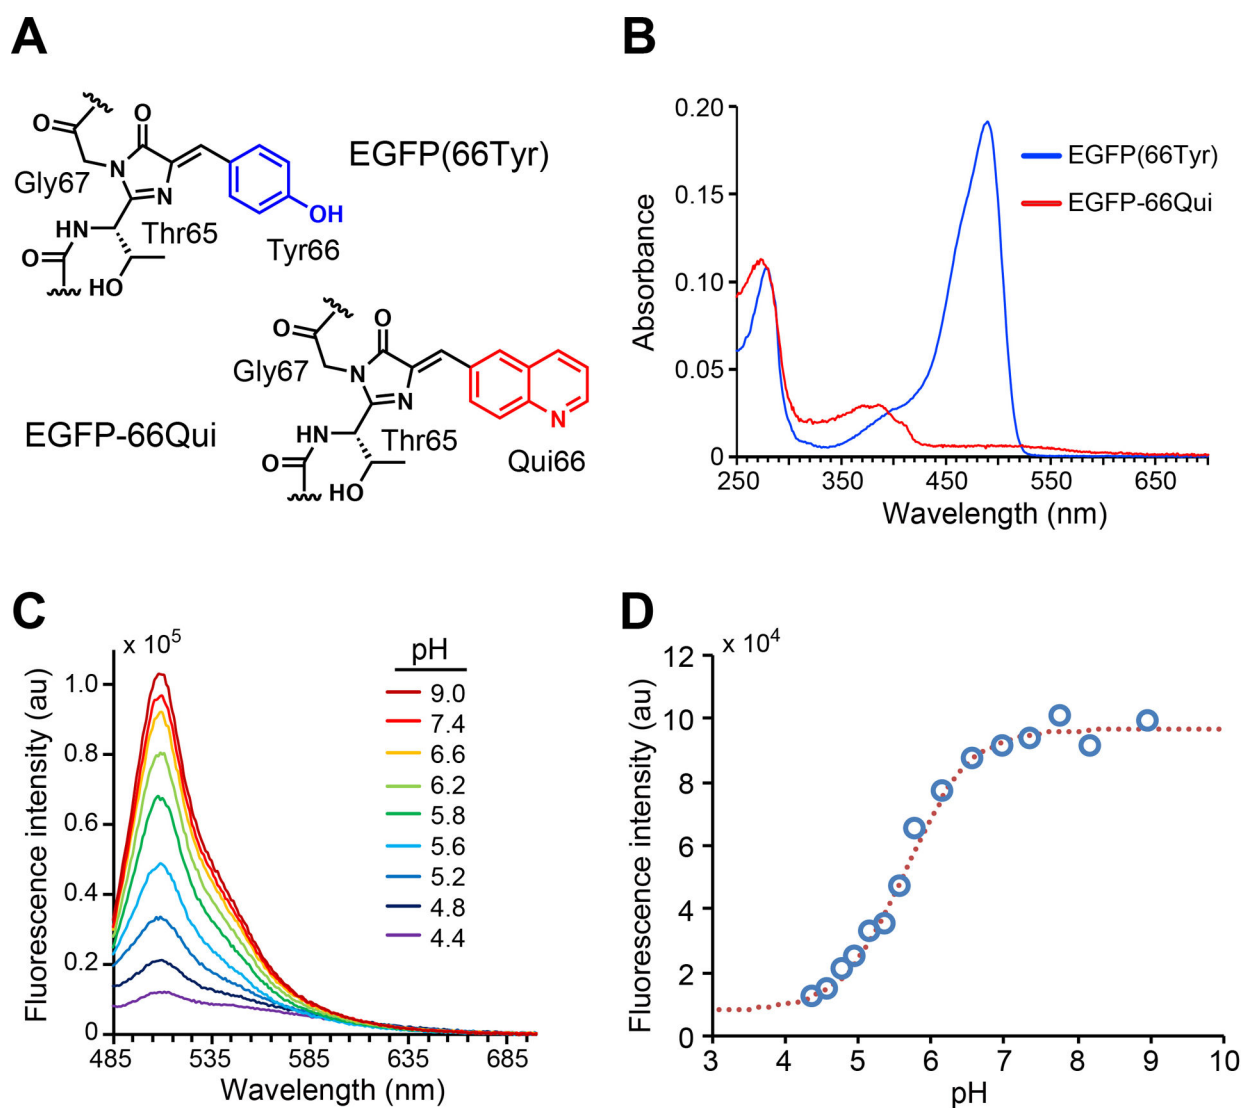 A
O
O
N
N
Gly67
HN
Thr65
O
HO
OH
Tyr66
EGFP(66Tyr)
O
O
N
N
Gly67
HN
Thr65
O
HO
N
Qui66
EGFP-66Qui
B
0.20
0.15
0.10
0.05
0
Absorbance
EGFP(66Tyr)
EGFP-66Qui
250 350 450 550 650
Wavelength (nm)
C
x 10⁵
1.0
0.8
0.6
0.4
0.2
0
Fluorescence intensity (au)
pH
9.0
7.4
6.6
6.2
5.8
5.6
5.2
4.8
4.4
485 535 585 635 685
Wavelength (nm)
D
x 10⁴
12
10
8
6
4
2
0
Fluorescence intensity (au)
3 4 5 6 7 8 9 10
pH